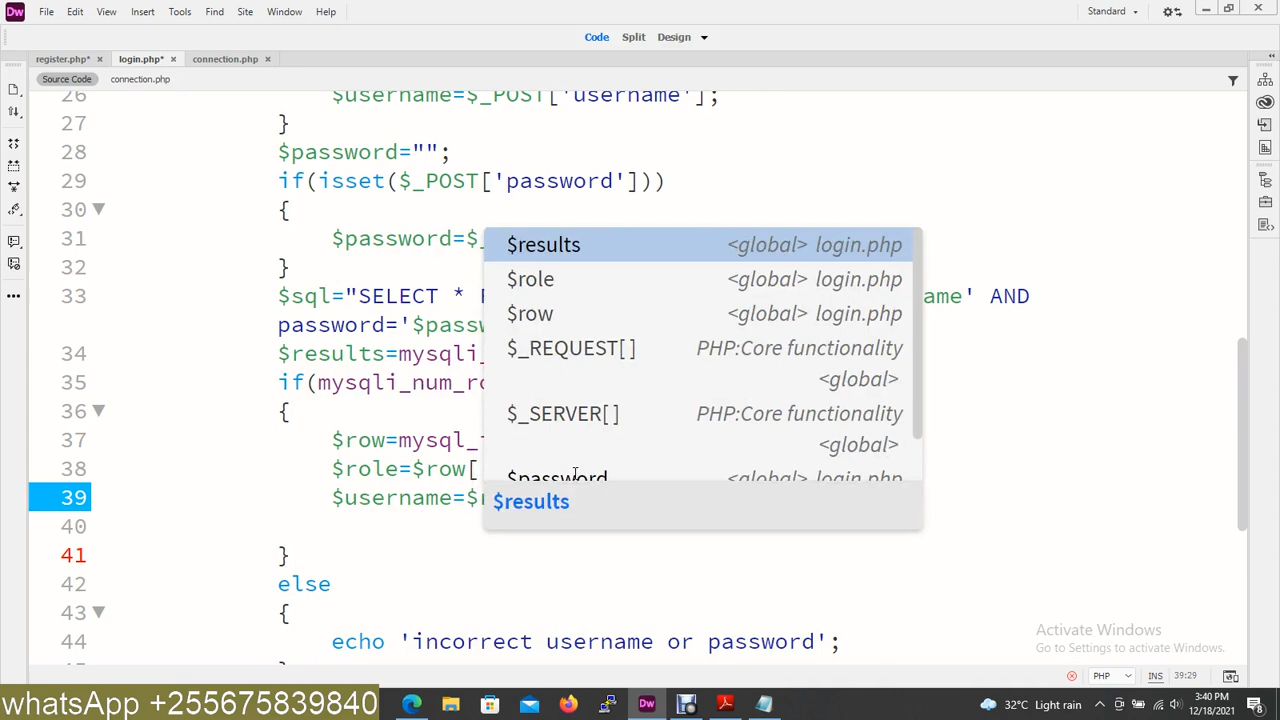 Dw File Edit View Insert Tools Find Site Window Help Standard
Code Split Design
register.php* login.php* connection.php
Source Code connection.php
26 $username=$_POST['username'];
27 }
28 $password="";
29 if(isset($_POST['password']))
30 {
31 $password=$_
32 }
33 $sql="SELECT * ame' AND
password='$passw
34 $results=mysqli_
35 if(mysqli_num_ro
36 {
37 $row=mysql_
38 $role=$row[
39 $username=$
40
41 }
42 else
43 {
44 echo 'incorrect username or password';
$results <global> login.php
$role <global> login.php
$row <global> login.php
$_REQUEST[] PHP:Core functionality
<global>
$_SERVER[] PHP:Core functionality
<global>
$password <global> login.php
$results
Activate Windows
Go to Settings to activate Windows.
PHP INS 39:29
whatsApp +255675839840
Dw 32°C Light rain 3:40 PM
12/18/2021 8